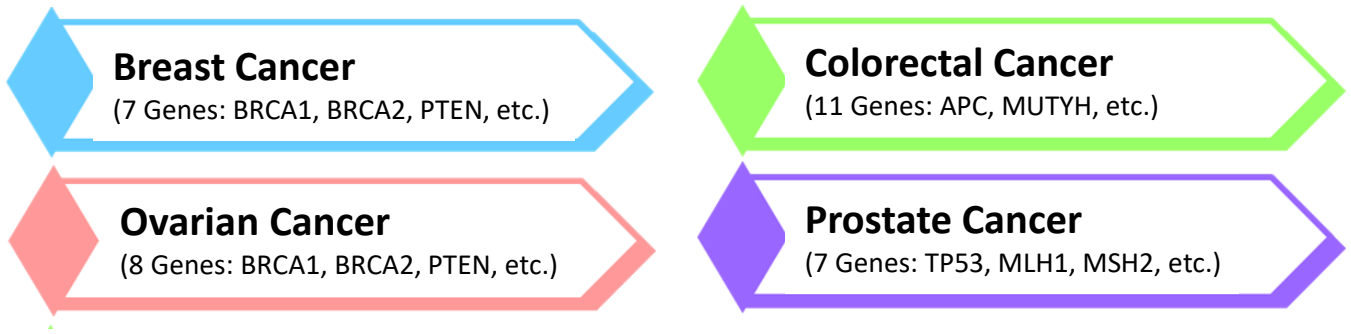 Breast Cancer
(7 Genes: BRCA1, BRCA2, PTEN, etc.)
Colorectal Cancer
(11 Genes: APC, MUTYH, etc.)
Ovarian Cancer
(8 Genes: BRCA1, BRCA2, PTEN, etc.)
Prostate Cancer
(7 Genes: TP53, MLH1, MSH2, etc.)